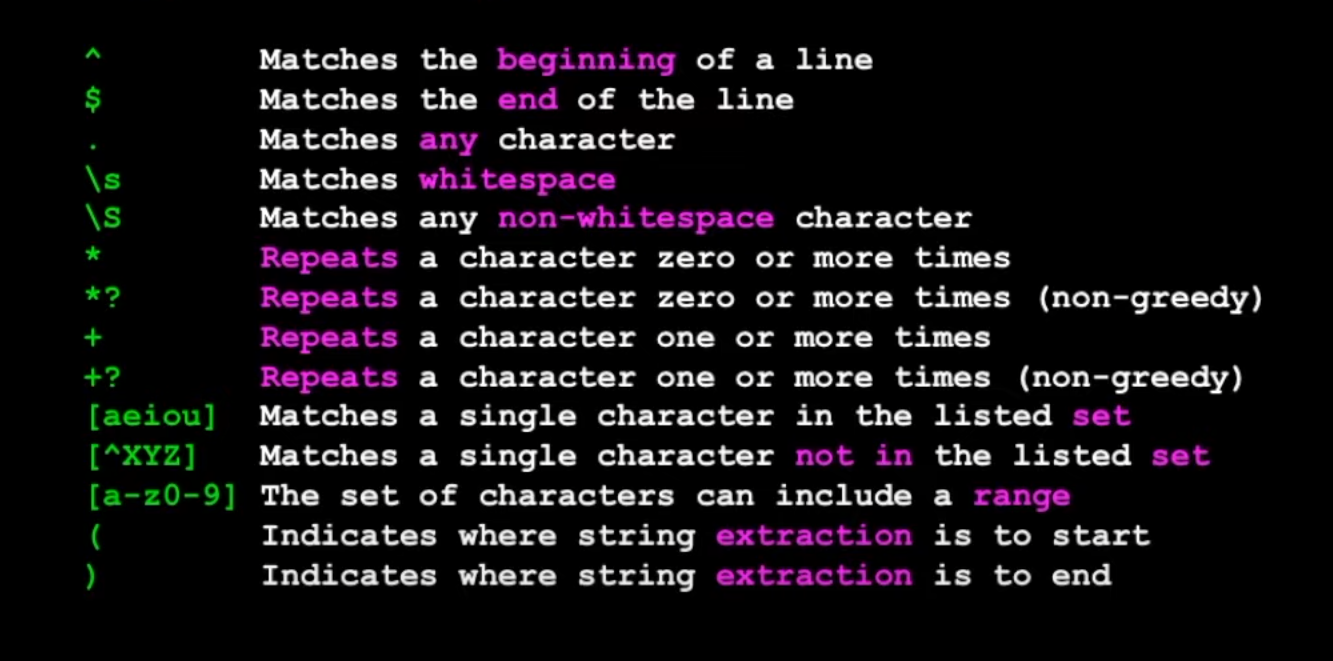 ^ Matches the beginning of a line
$ Matches the end of the line
. Matches any character
\s Matches whitespace
\S Matches any non-whitespace character
* Repeats a character zero or more times
*? Repeats a character zero or more times (non-greedy)
+ Repeats a character one or more times
+? Repeats a character one or more times (non-greedy)
[aeiou] Matches a single character in the listed set
[^XYZ] Matches a single character not in the listed set
[a-z0-9] The set of characters can include a range
( Indicates where string extraction is to start
) Indicates where string extraction is to end